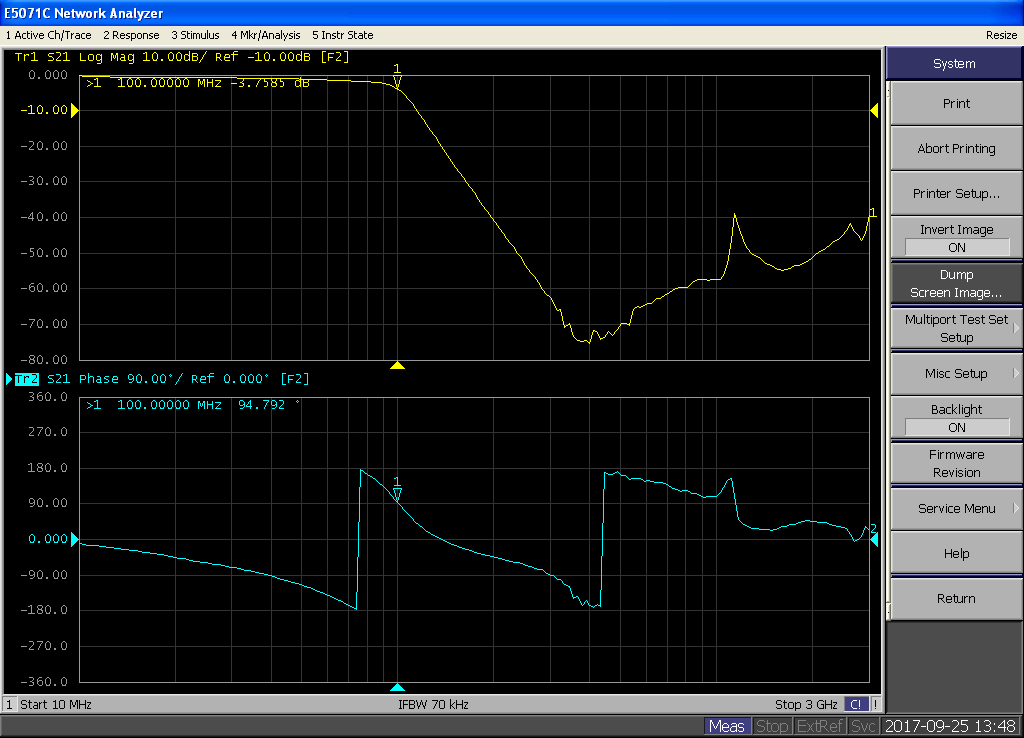 E5071C Network Analyzer
1 Active Ch/Trace 2 Response 3 Stimulus 4 Mkr/Analysis 5 Instr State Resize
Tr1 S21 Log Mag 10.00dB/ Ref -10.00dB [F2]
>1 100.00000 MHz -3.7585 dB
1
0.000
-10.00
-20.00
-30.00
-40.00
-50.00
-60.00
-70.00
-80.00
1
Tr2 S21 Phase 90.00°/ Ref 0.000° [F2]
>1 100.00000 MHz 94.792 °
1
360.0
270.0
180.0
90.00
0.000
-90.00
-180.0
-270.0
-360.0
2
1 Start 10 MHz IFBW 70 kHz Stop 3 GHz C! !
System
Print
Abort Printing
Printer Setup...
Invert Image
ON
Dump
Screen Image...
Multiport Test Set
Setup
Misc Setup
Backlight
ON
Firmware
Revision
Service Menu
Help
Return
Meas Stop ExtRef Svc 2017-09-25 13:48